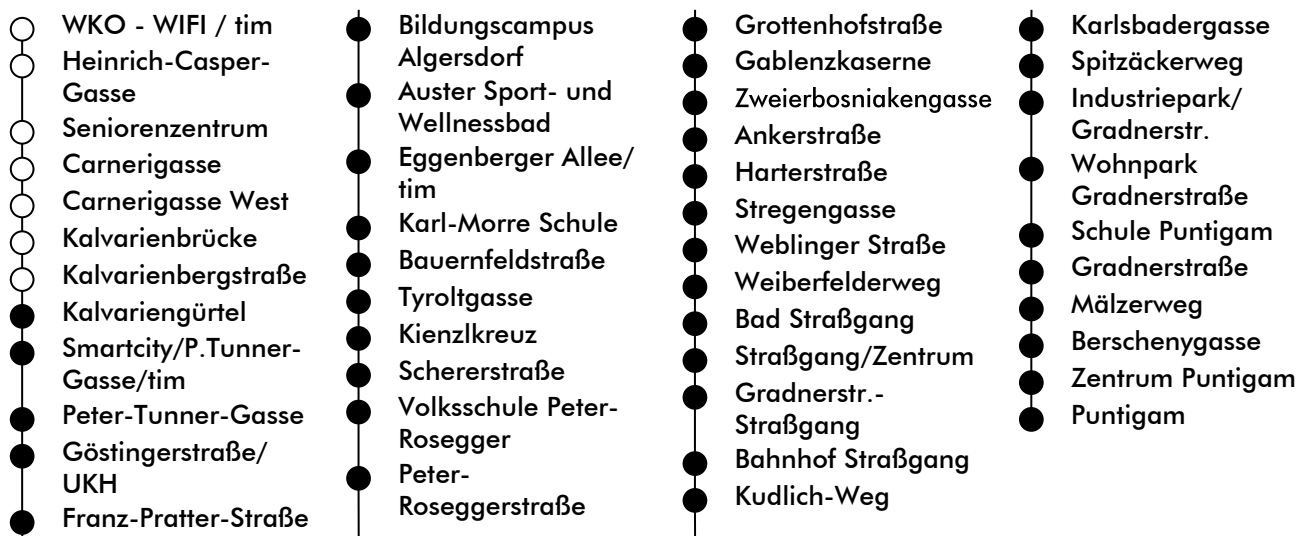 WKO - WIFI / tim
Heinrich-Casper-
Gasse
Seniorenzentrum
Carnerigasse
Carnerigasse West
Kalvarienbrücke
Kalvarienbergstraße
Kalvariengürtel
Smartcity/P.Tunner-
Gasse/tim
Peter-Tunner-Gasse
Göstingerstraße/
UKH
Franz-Pratter-Straße
Bildungscampus
Algersdorf
Auster Sport- und
Wellnessbad
Eggenberger Allee/
tim
Karl-Morre Schule
Bauernfeldstraße
Tyroltgasse
Kienzlkreuz
Schererstraße
Volksschule Peter-
Rosegger
Peter-
Roseggerstraße
Grottenhofstraße
Gablenzkaserne
Zweierbosniakengasse
Ankerstraße
Harterstraße
Stregengasse
Weblinger Straße
Weiberfelderweg
Bad Straßgang
Straßgang/Zentrum
Gradnerstr.-
Straßgang
Bahnhof Straßgang
Kudlich-Weg
Karlsbadergasse
Spitzäckerweg
Industriepark/
Gradnerstr.
Wohnpark
Gradnerstraße
Schule Puntigam
Gradnerstraße
Mälzerweg
Berschenygasse
Zentrum Puntigam
Puntigam